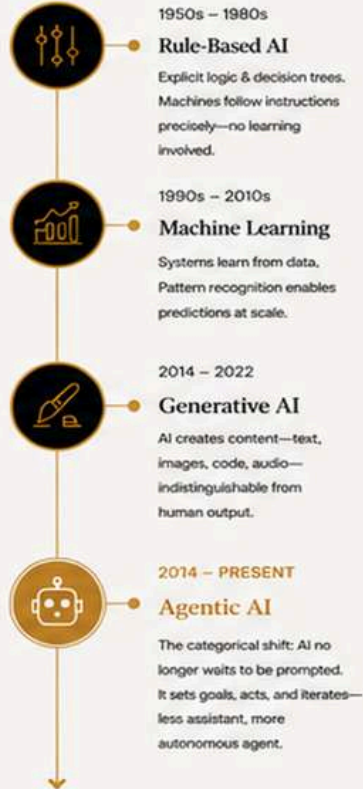 1950s – 1980s
Rule-Based AI
Explicit logic & decision trees.
Machines follow instructions
precisely—no learning
involved.
1990s – 2010s
Machine Learning
Systems learn from data,
Pattern recognition enables
predictions at scale.
2014 – 2022
Generative AI
AI creates content—text,
images, code, audio—
indistinguishable from
human output.
2014 – PRESENT
Agentic AI
The categorical shift: AI no
longer waits to be prompted.
It sets goals, acts, and iterates—
less assistant, more
autonomous agent.